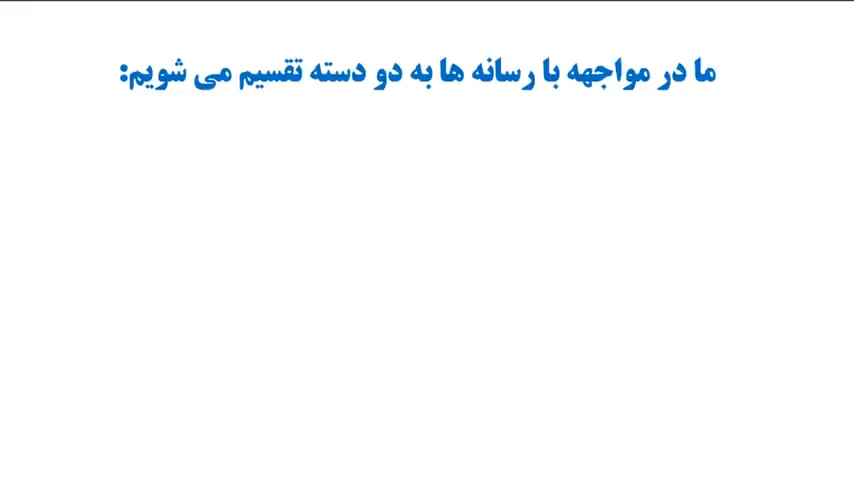 ما در مواجهه با رسانه ها به دو دسته تقسیم می شویم: